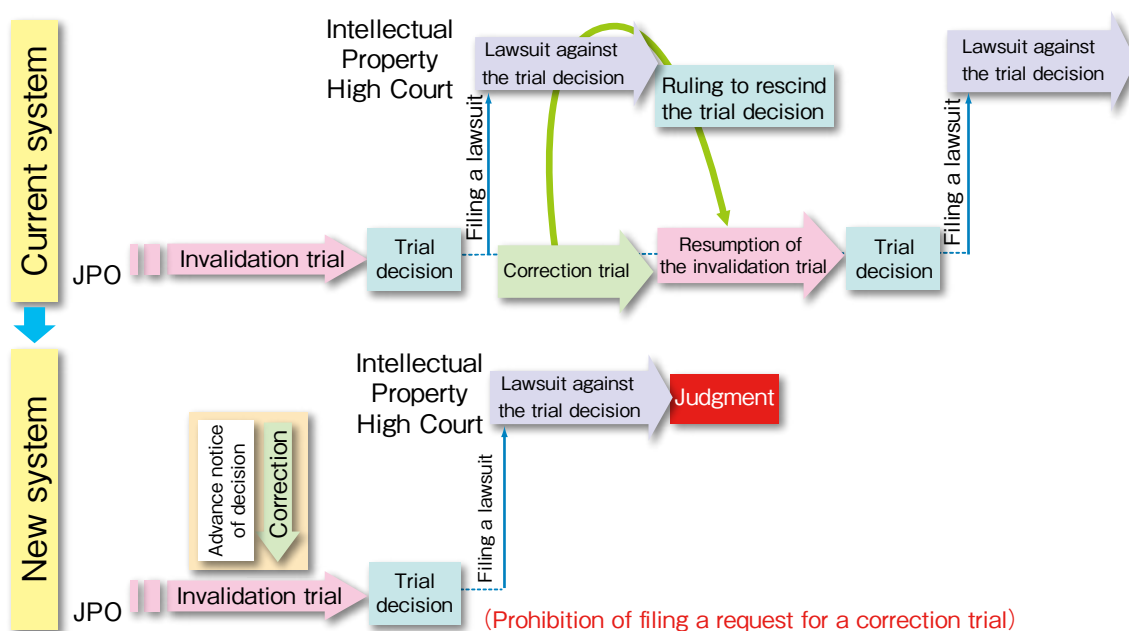 Current system
Intellectual
Property
High Court
Lawsuit against
the trial decision
Ruling to rescind
the trial decision
Lawsuit against
the trial decision
Filing a lawsuit
Filing a lawsuit
JPO
Invalidation trial
Trial
decision
Correction trial
Resumption of
the invalidation trial
Trial
decision
New system
Intellectual
Property
High Court
Lawsuit against
the trial decision
Judgment
Advance notice
of decision
Correction
Filing a lawsuit
JPO
Invalidation trial
Trial
decision
(Prohibition of filing a request for a correction trial)